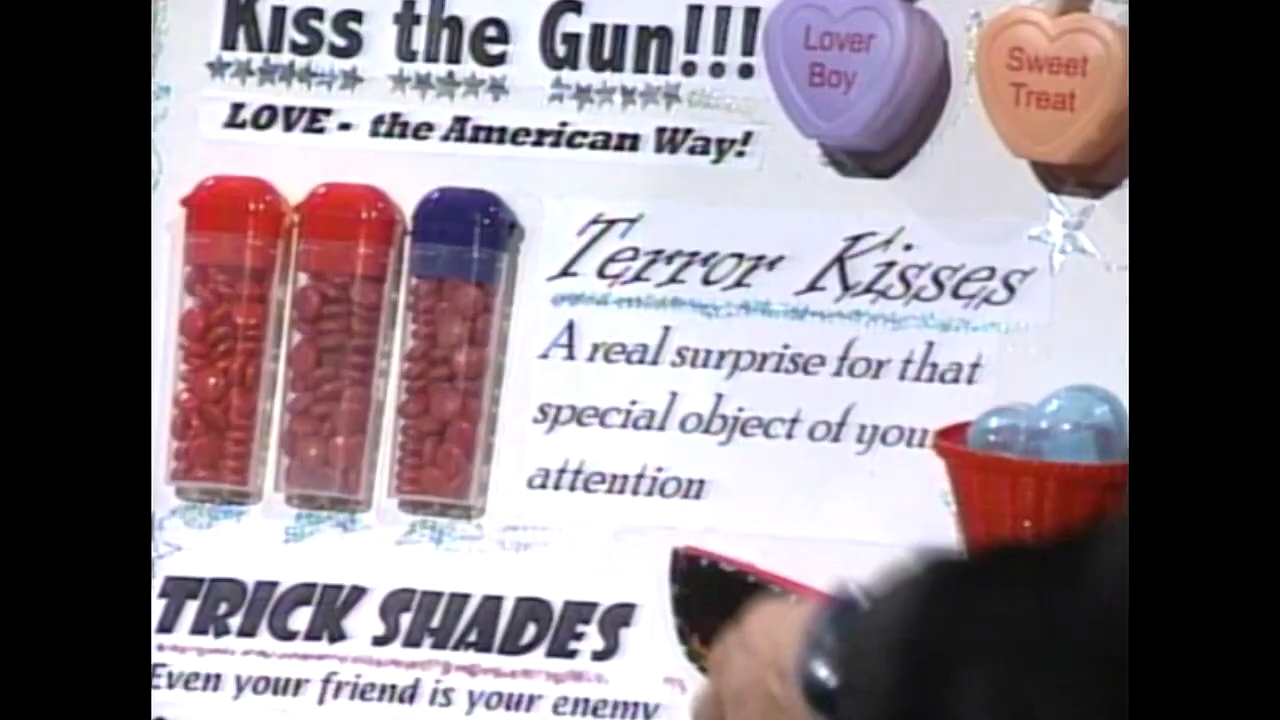 Kiss the Gun!!!
LOVE - the American Way!
Lover
Boy
Sweet
Treat
Terror Kisses
A real surprise for that
special object of you
attention
TRICK SHADES
Even your friend is your enemy